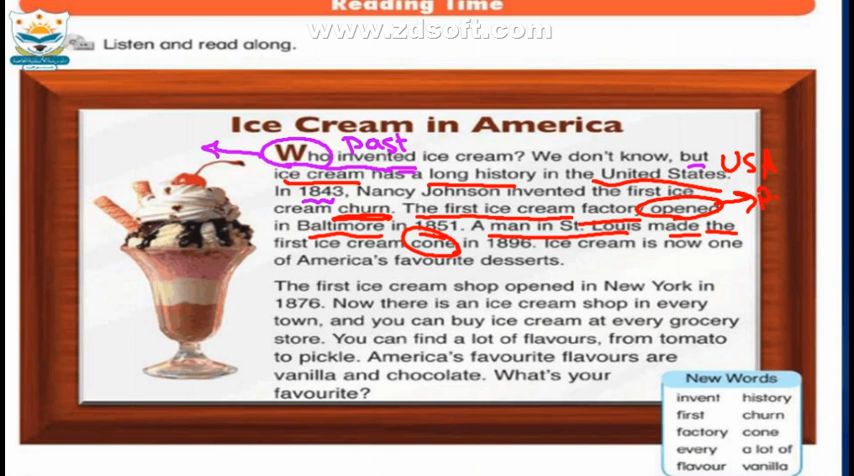 Reading Time
www.zdsoft.com
Listen and read along.
Ice Cream in America
past
Who invented ice cream? We don't know, but
USA
ice cream has a long history in the United States.
In 1843, Nancy Johnson invented the first ice
P.
cream churn. The first ice cream factory opened
in Baltimore in 1851. A man in St. Louis made the
first ice cream cone in 1896. Ice cream is now one
of America's favourite desserts.
The first ice cream shop opened in New York in
1876. Now there is an ice cream shop in every
town, and you can buy ice cream at every grocery
store. You can find a lot of flavours, from tomato
to pickle. America's favourite flavours are
vanilla and chocolate. What's your
favourite?
New Words
invent history
first churn
factory cone
every a lot of
flavour vanilla